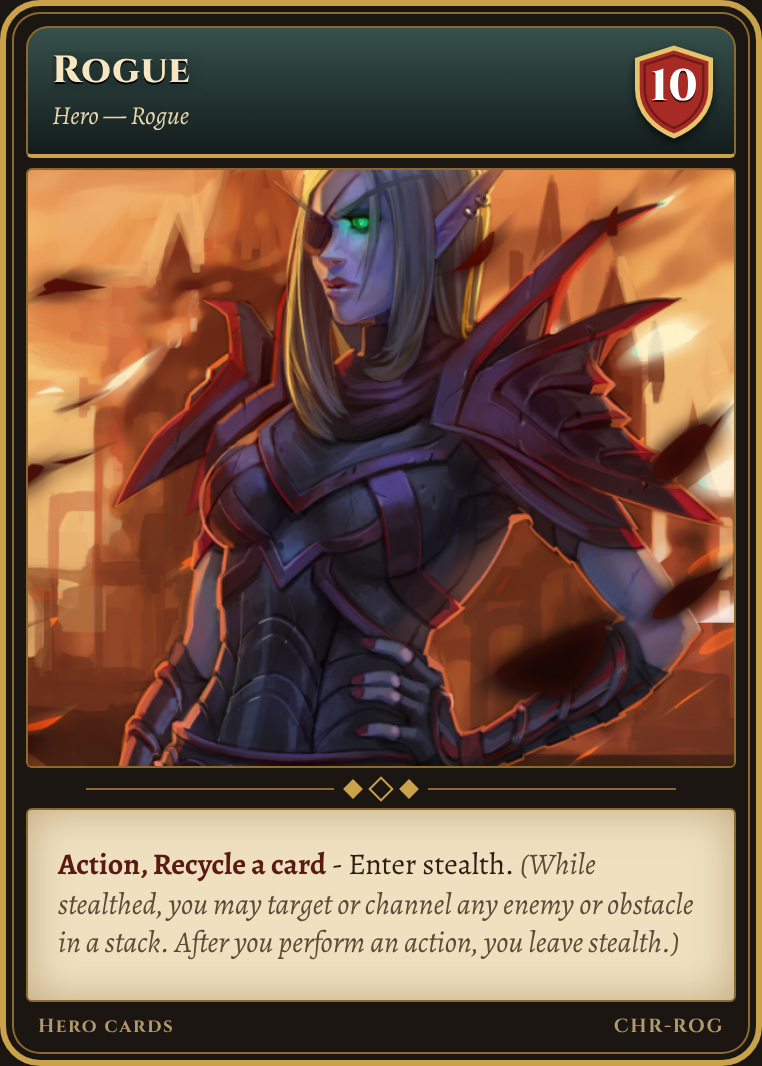 Rogue
Hero — Rogue
10
Action, Recycle a card - Enter stealth. (While
stealthed, you may target or channel any enemy or obstacle
in a stack. After you perform an action, you leave stealth.)
Hero cards
CHR-ROG